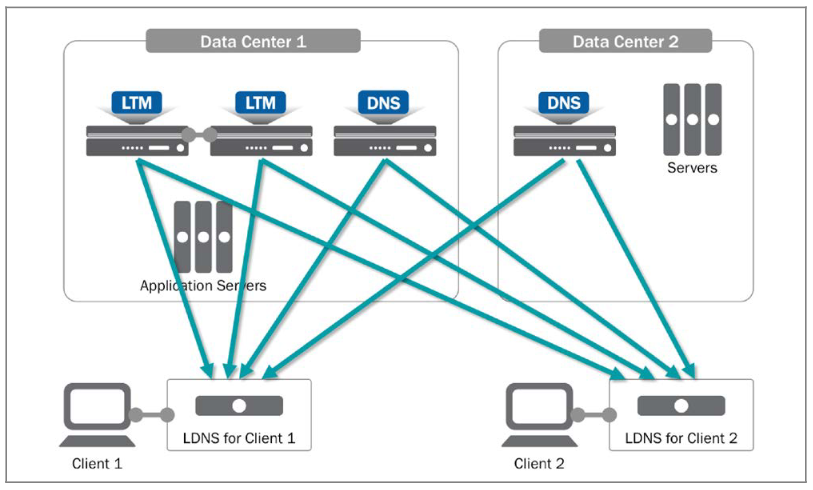 Data Center 1
Data Center 2
LTM
LTM
DNS
DNS
Servers
Application Servers
LDNS for Client 1
LDNS for Client 2
Client 1
Client 2